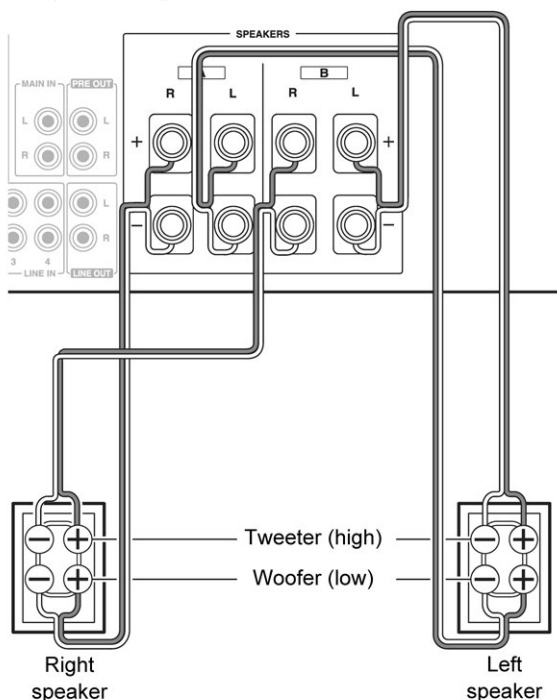 SPEAKERS
A B
R L R L
MAIN IN PRE OUT
L L
R R
+ +
- -
L
R
3 4
LINE IN LINE OUT
- + Tweeter (high) - +
- + Woofer (low) - +
Right speaker
Left speaker